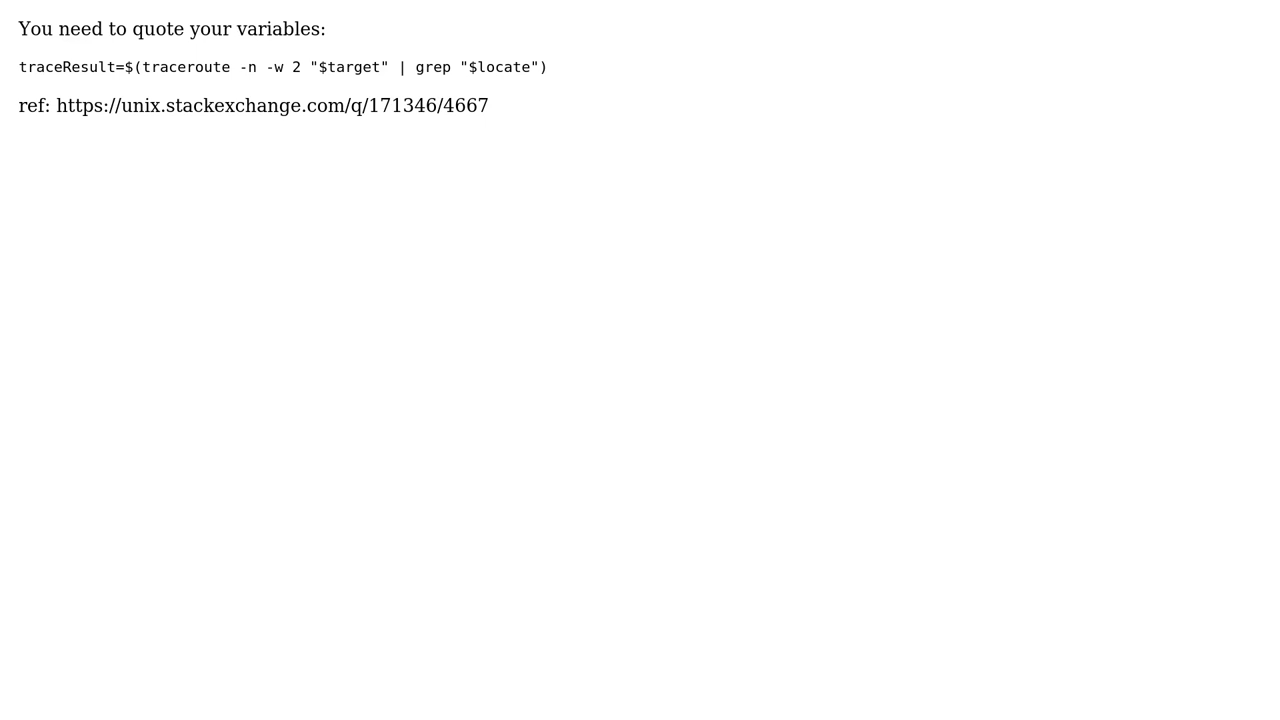 You need to quote your variables:
traceResult=$(traceroute -n -w 2 "$target" | grep "$locate")
ref: https://unix.stackexchange.com/q/171346/4667